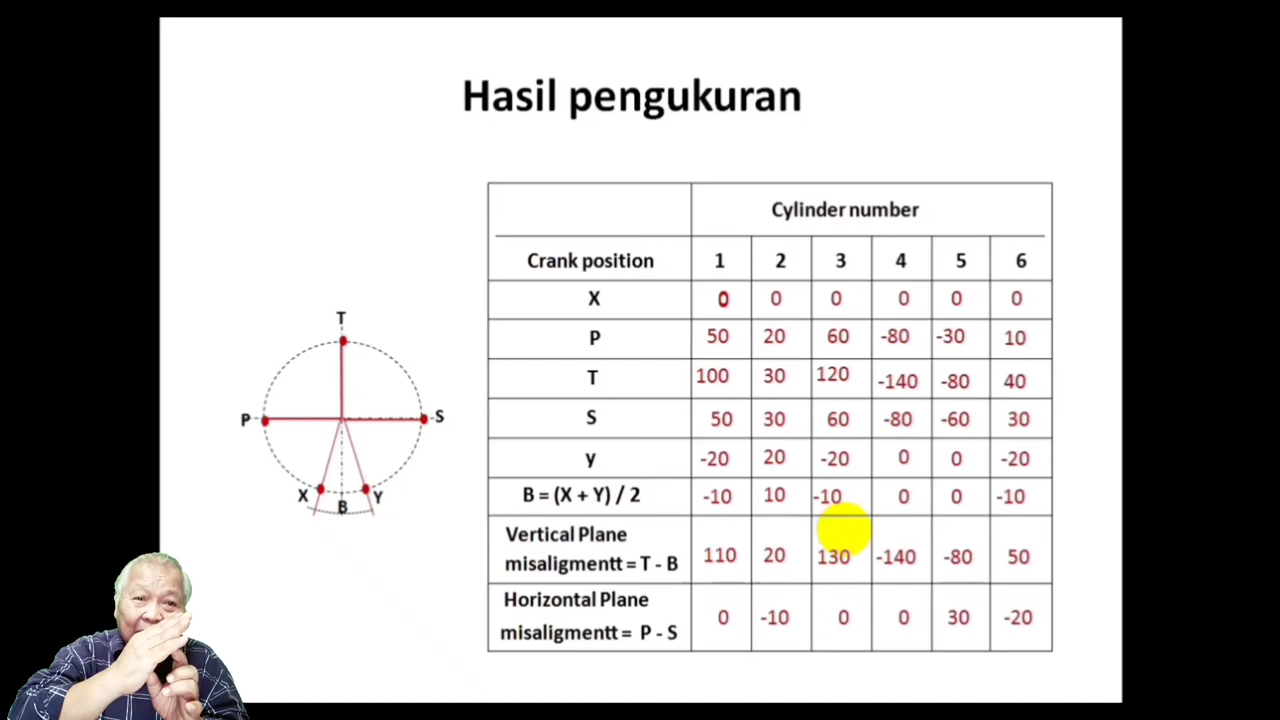 Hasil pengukuran
Cylinder number
Crank position 1 2 3 4 5 6
X 0 0 0 0 0 0
P 50 20 60 -80 -30 10
T 100 30 120 -140 -80 40
S 50 30 60 -80 -60 30
y -20 20 -20 0 0 -20
B = (X + Y) / 2 -10 10 -10 0 0 -10
Vertical Plane
misaligmentt = T - B 110 20 130 -140 -80 50
Horizontal Plane
misaligmentt = P - S 0 -10 0 0 30 -20
T
P
S
X
B
Y